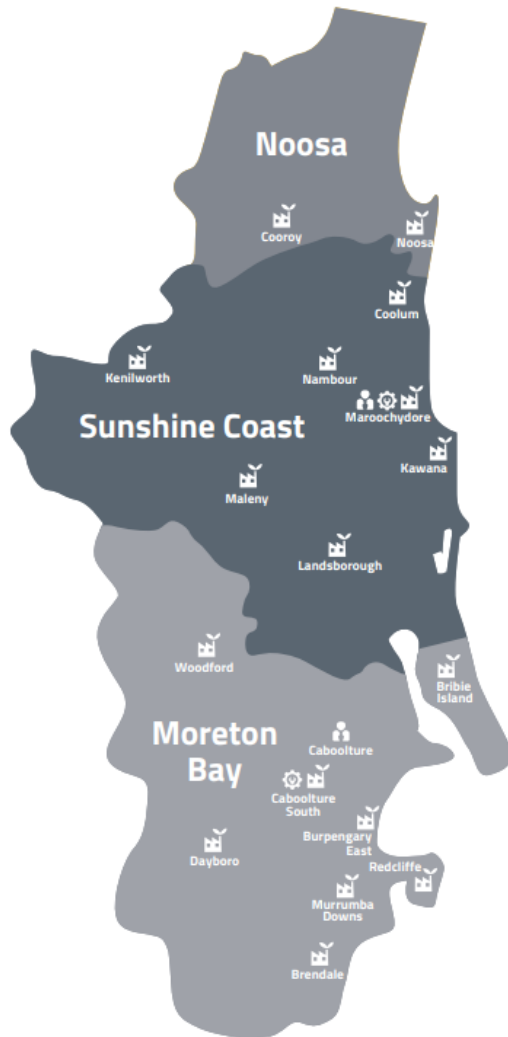 Noosa
Cooroy
Noosa
Coolum
Kenilworth
Nambour
Maroochydore
Sunshine Coast
Kawana
Maleny
Landsborough
Woodford
Bribie
Island
Moreton
Bay
Caboolture
Caboolture
South
Burpengary
East
Dayboro
Redcliffe
Murrumba
Downs
Brendale